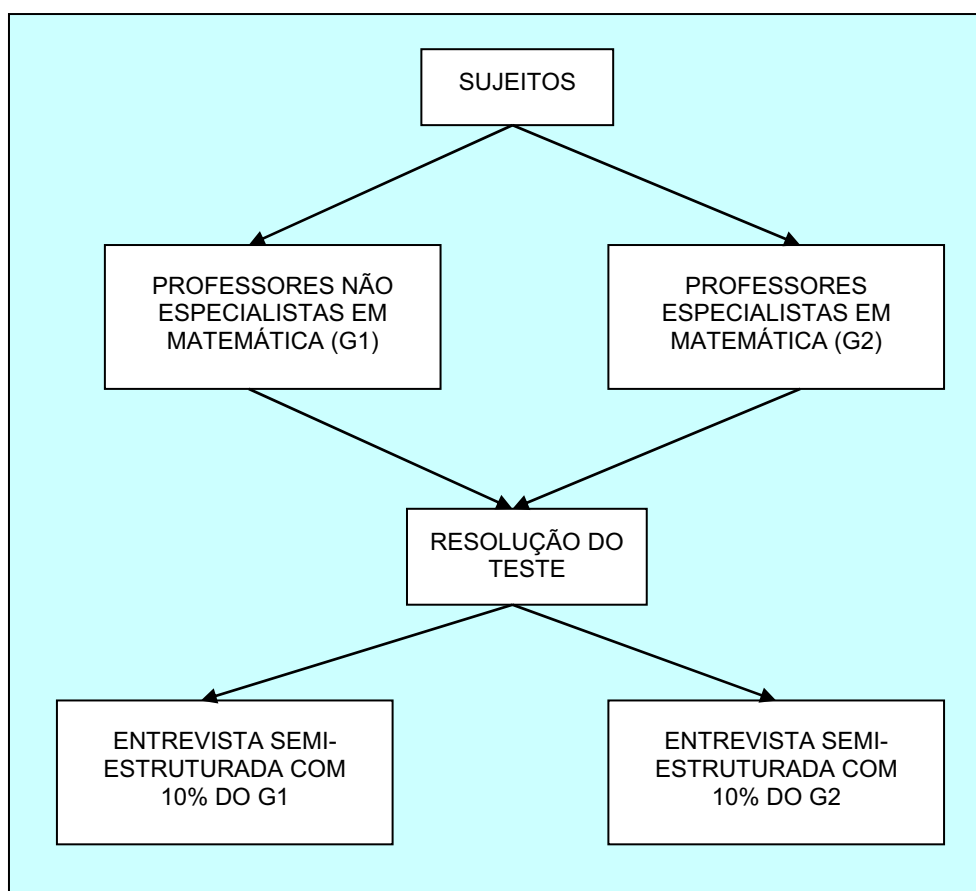 SUJEITOS
PROFESSORES NÃO
ESPECIALISTAS EM
MATEMÁTICA (G1)
PROFESSORES
ESPECIALISTAS EM
MATEMÁTICA (G2)
RESOLUÇÃO DO
TESTE
ENTREVISTA SEMI-
ESTRUTURADA COM
10% DO G1
ENTREVISTA SEMI-
ESTRUTURADA COM
10% DO G2